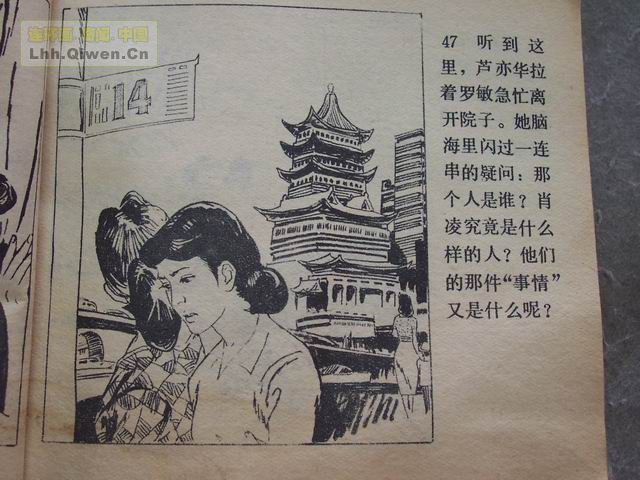 连环画.奇闻.中国
Lhh.Qiwen.Cn
14
47 听到这
里，芦亦华拉
着罗敏急忙离
开院子。她脑
海里闪过一连
串的疑问：那
个人是谁？肖
凌究竟是什么
样的人？他们
的那件“事情”
又是什么呢？